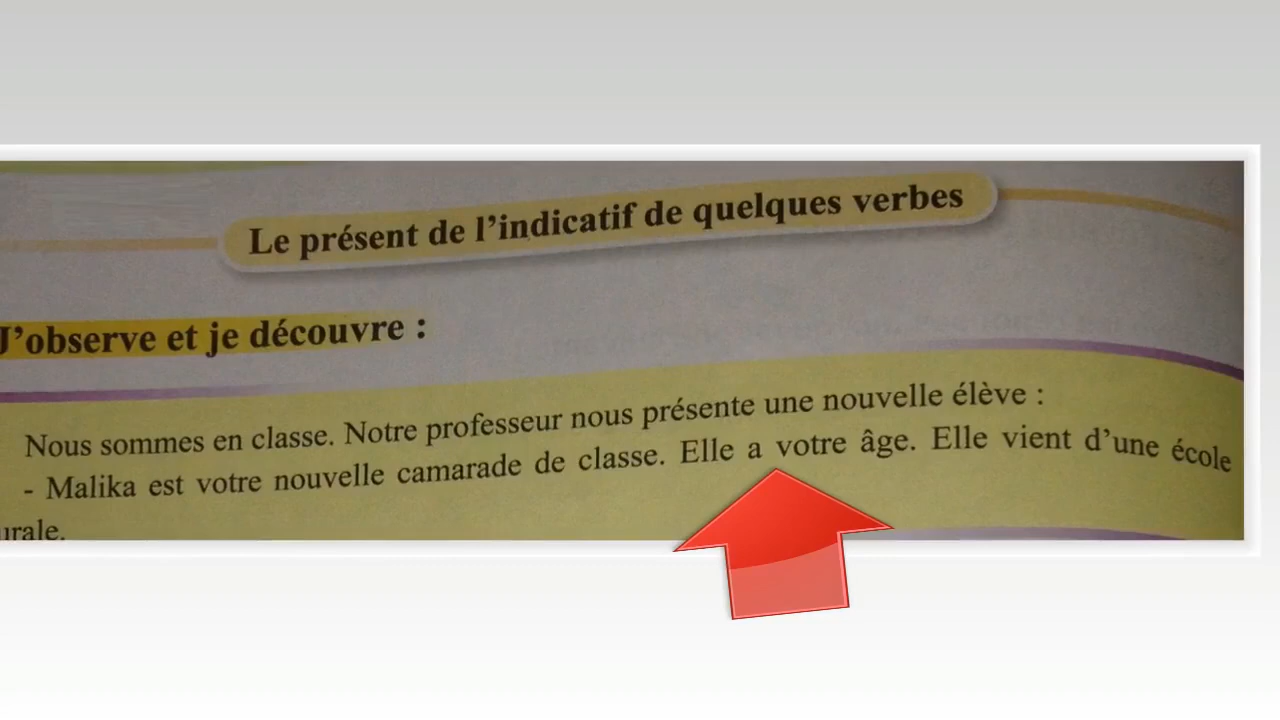 Le présent de l'indicatif de quelques verbes
J'observe et je découvre :
Nous sommes en classe. Notre professeur nous présente une nouvelle élève :
- Malika est votre nouvelle camarade de classe. Elle a votre âge. Elle vient d'une école
urale.